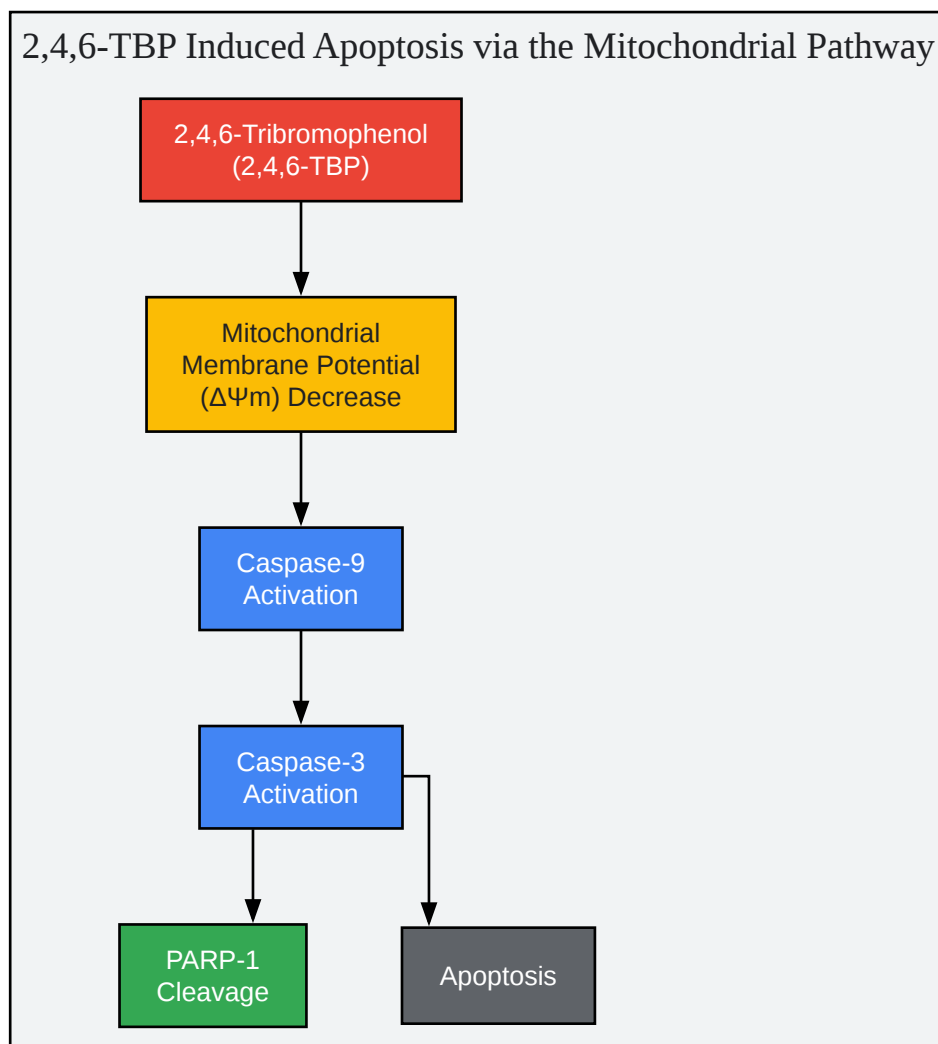 2,4,6-TBP Induced Apoptosis via the Mitochondrial Pathway
2,4,6-Tribromophenol
(2,4,6-TBP)
Mitochondrial
Membrane Potential
(ΔΨm) Decrease
Caspase-9
Activation
Caspase-3
Activation
PARP-1
Cleavage
Apoptosis